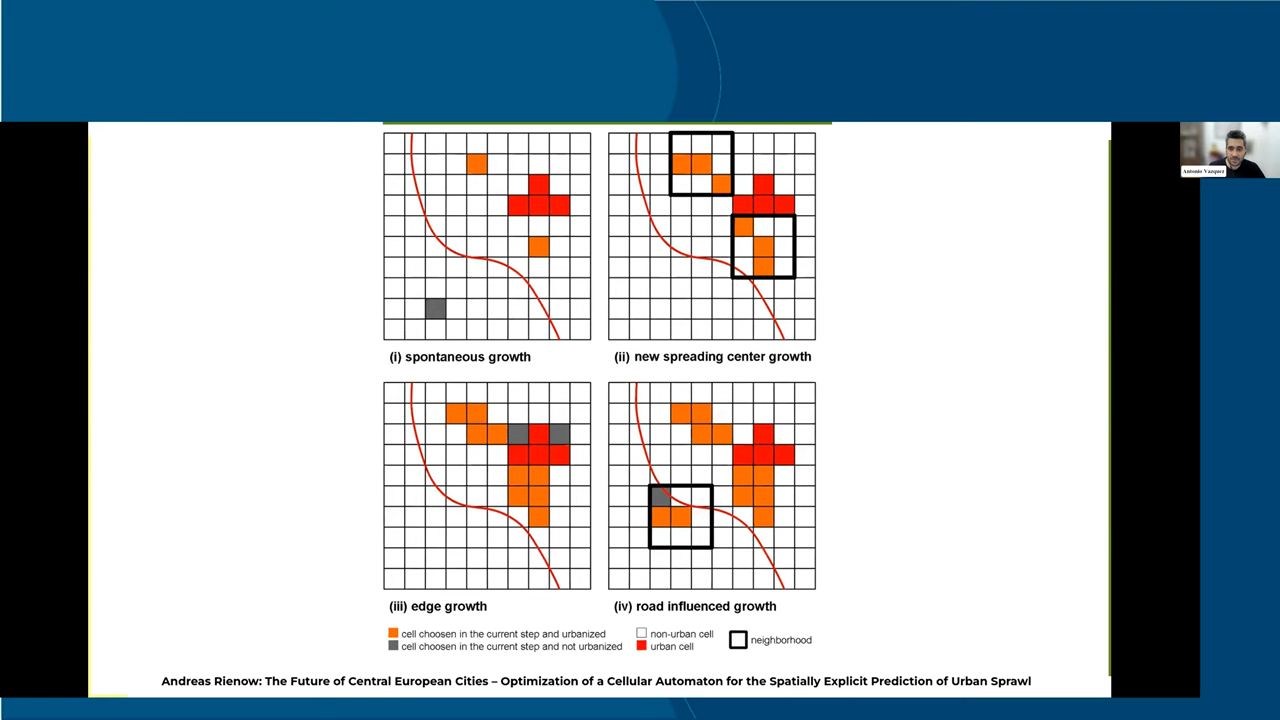 Antonio Vazquez
(i) spontaneous growth
(ii) new spreading center growth
(iii) edge growth
(iv) road influenced growth
cell choosen in the current step and urbanized
non-urban cell
neighborhood
cell choosen in the current step and not urbanized
urban cell
Andreas Rienow: The Future of Central European Cities – Optimization of a Cellular Automaton for the Spatially Explicit Prediction of Urban Sprawl